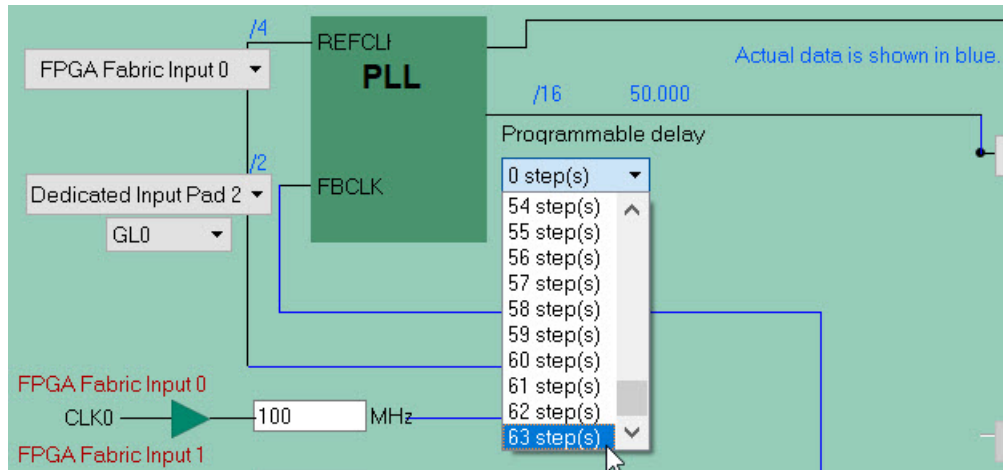 /4
REFCL
FPGA Fabric Input 0
PLL
Actual data is shown in blue.
/16 50.000
Programmable delay
/2
0 step(s)
Dedicated Input Pad 2
FBCLK
GL0
54 step(s)
55 step(s)
56 step(s)
57 step(s)
58 step(s)
59 step(s)
60 step(s)
61 step(s)
62 step(s)
63 step(s)
FPGA Fabric Input 0
CLK0
100
MHz
FPGA Fabric Input 1